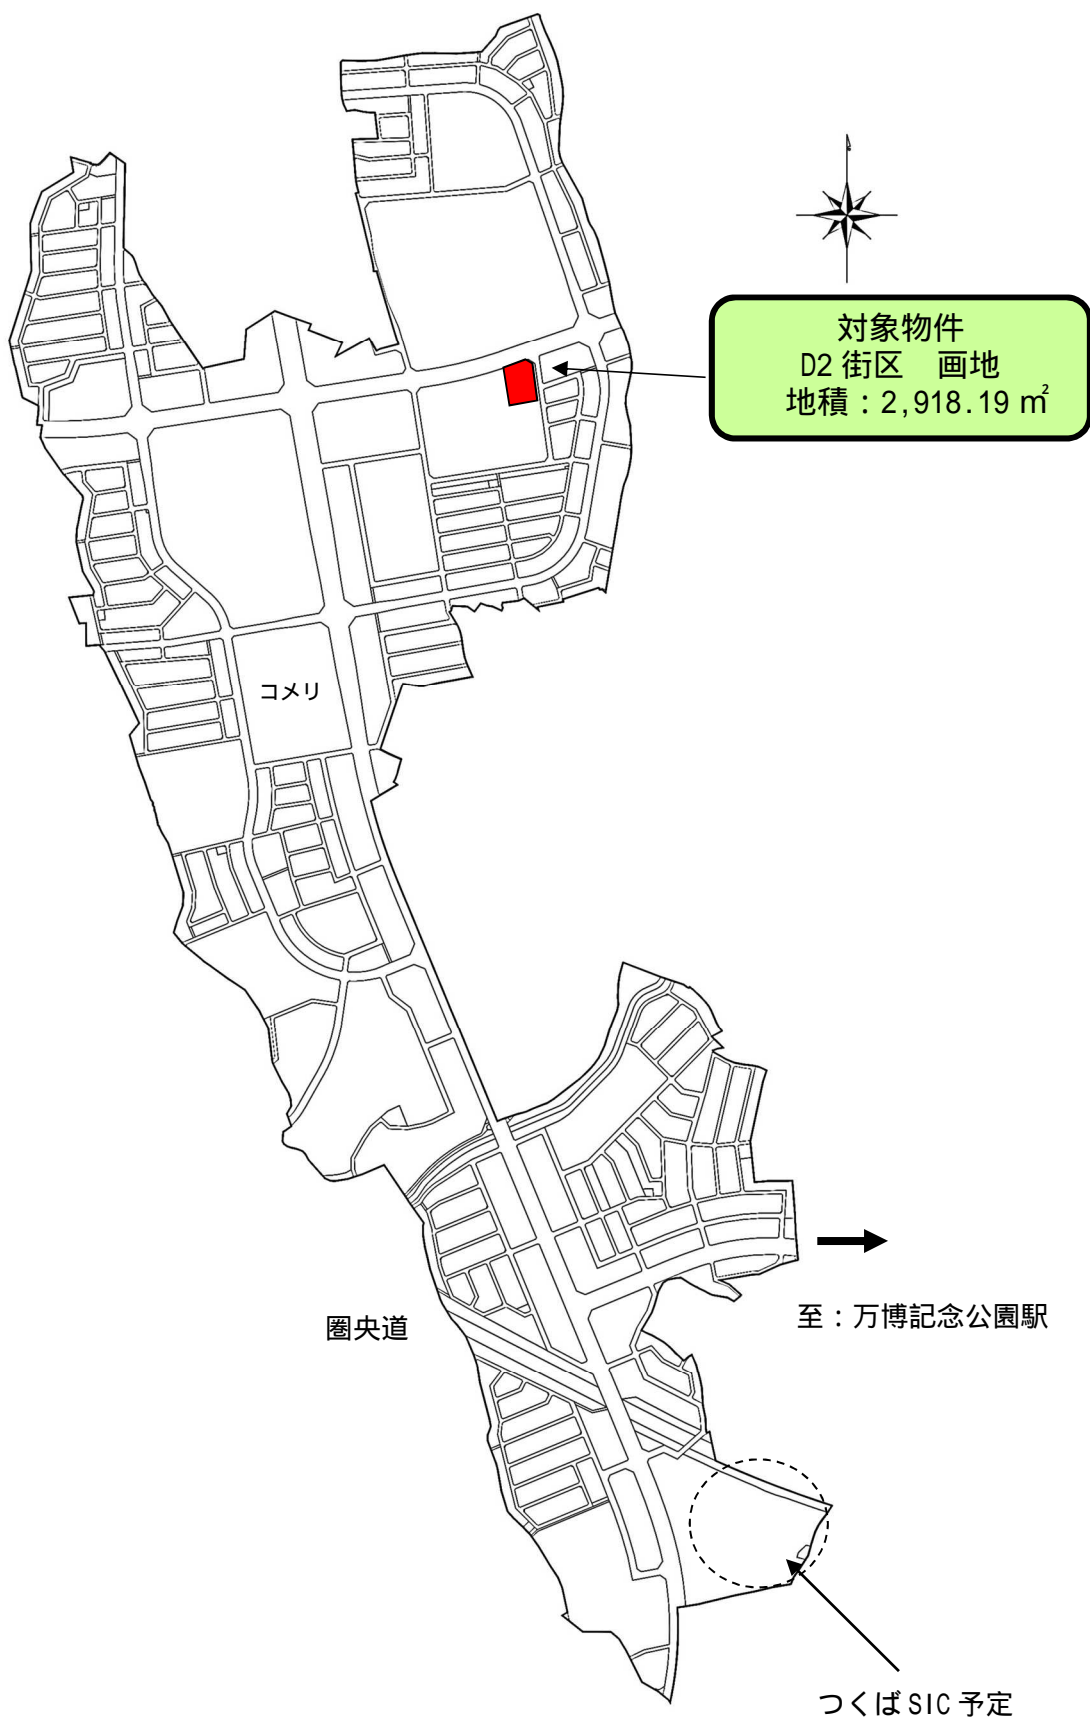 対象物件
D2 街区　画地
地積：2,918.19 ㎡
コメリ
至：万博記念公園駅
圏央道
つくば SIC 予定